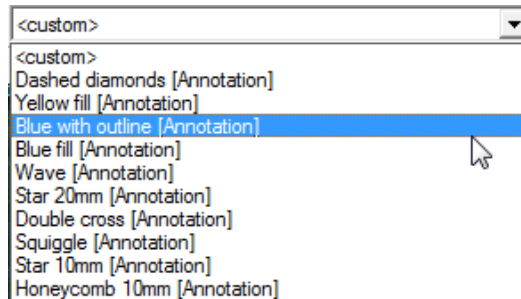 <custom>
<custom>
Dashed diamonds [Annotation]
Yellow fill [Annotation]
Blue with outline [Annotation]
Blue fill [Annotation]
Wave [Annotation]
Star 20mm [Annotation]
Double cross [Annotation]
Squiggle [Annotation]
Star 10mm [Annotation]
Honeycomb 10mm [Annotation]